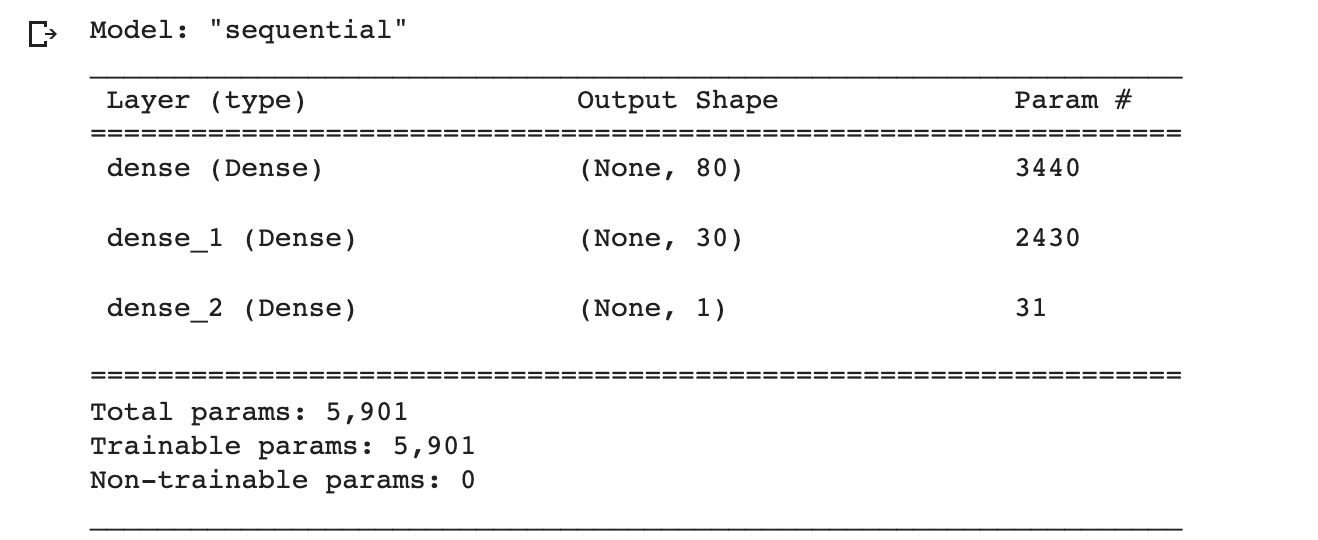 Model: "sequential"
Layer (type) Output Shape Param #
=================================================================
dense (Dense) (None, 80) 3440
dense_1 (Dense) (None, 30) 2430
dense_2 (Dense) (None, 1) 31
=================================================================
Total params: 5,901
Trainable params: 5,901
Non-trainable params: 0